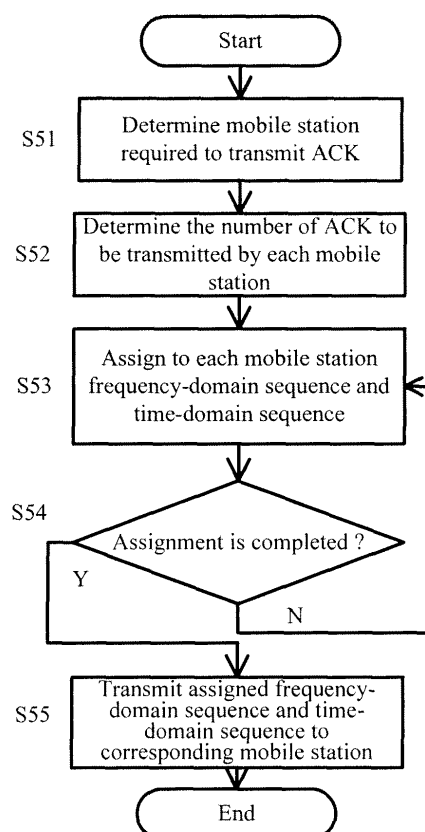 Start
S51
Determine mobile station
required to transmit ACK
S52
Determine the number of ACK to
be transmitted by each mobile
station
S53
Assign to each mobile station
frequency-domain sequence and
time-domain sequence
S54
Assignment is completed ?
Y
N
S55
Transmit assigned frequency-
domain sequence and time-
domain sequence to
corresponding mobile station
End